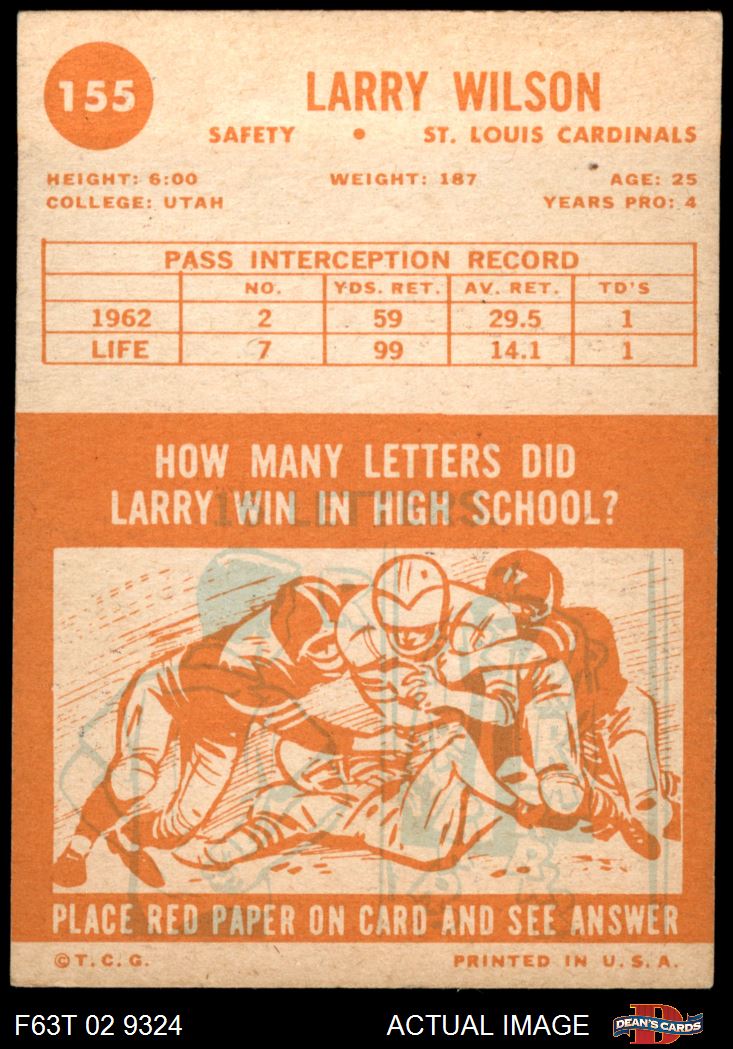 155
LARRY WILSON
SAFETY • ST. LOUIS CARDINALS
HEIGHT: 6:00 WEIGHT: 187 AGE: 25
COLLEGE: UTAH YEARS PRO: 4
PASS INTERCEPTION RECORD
NO. YDS. RET. AV. RET. TD'S
1962 2 59 29.5 1
LIFE 7 99 14.1 1
HOW MANY LETTERS DID
LARRY WIN IN HIGH SCHOOL?
LETTERS
PLACE RED PAPER ON CARD AND SEE ANSWER
© T. C. G. PRINTED IN U. S. A.
F63T 02 9324 ACTUAL IMAGE DEAN'S CARDS